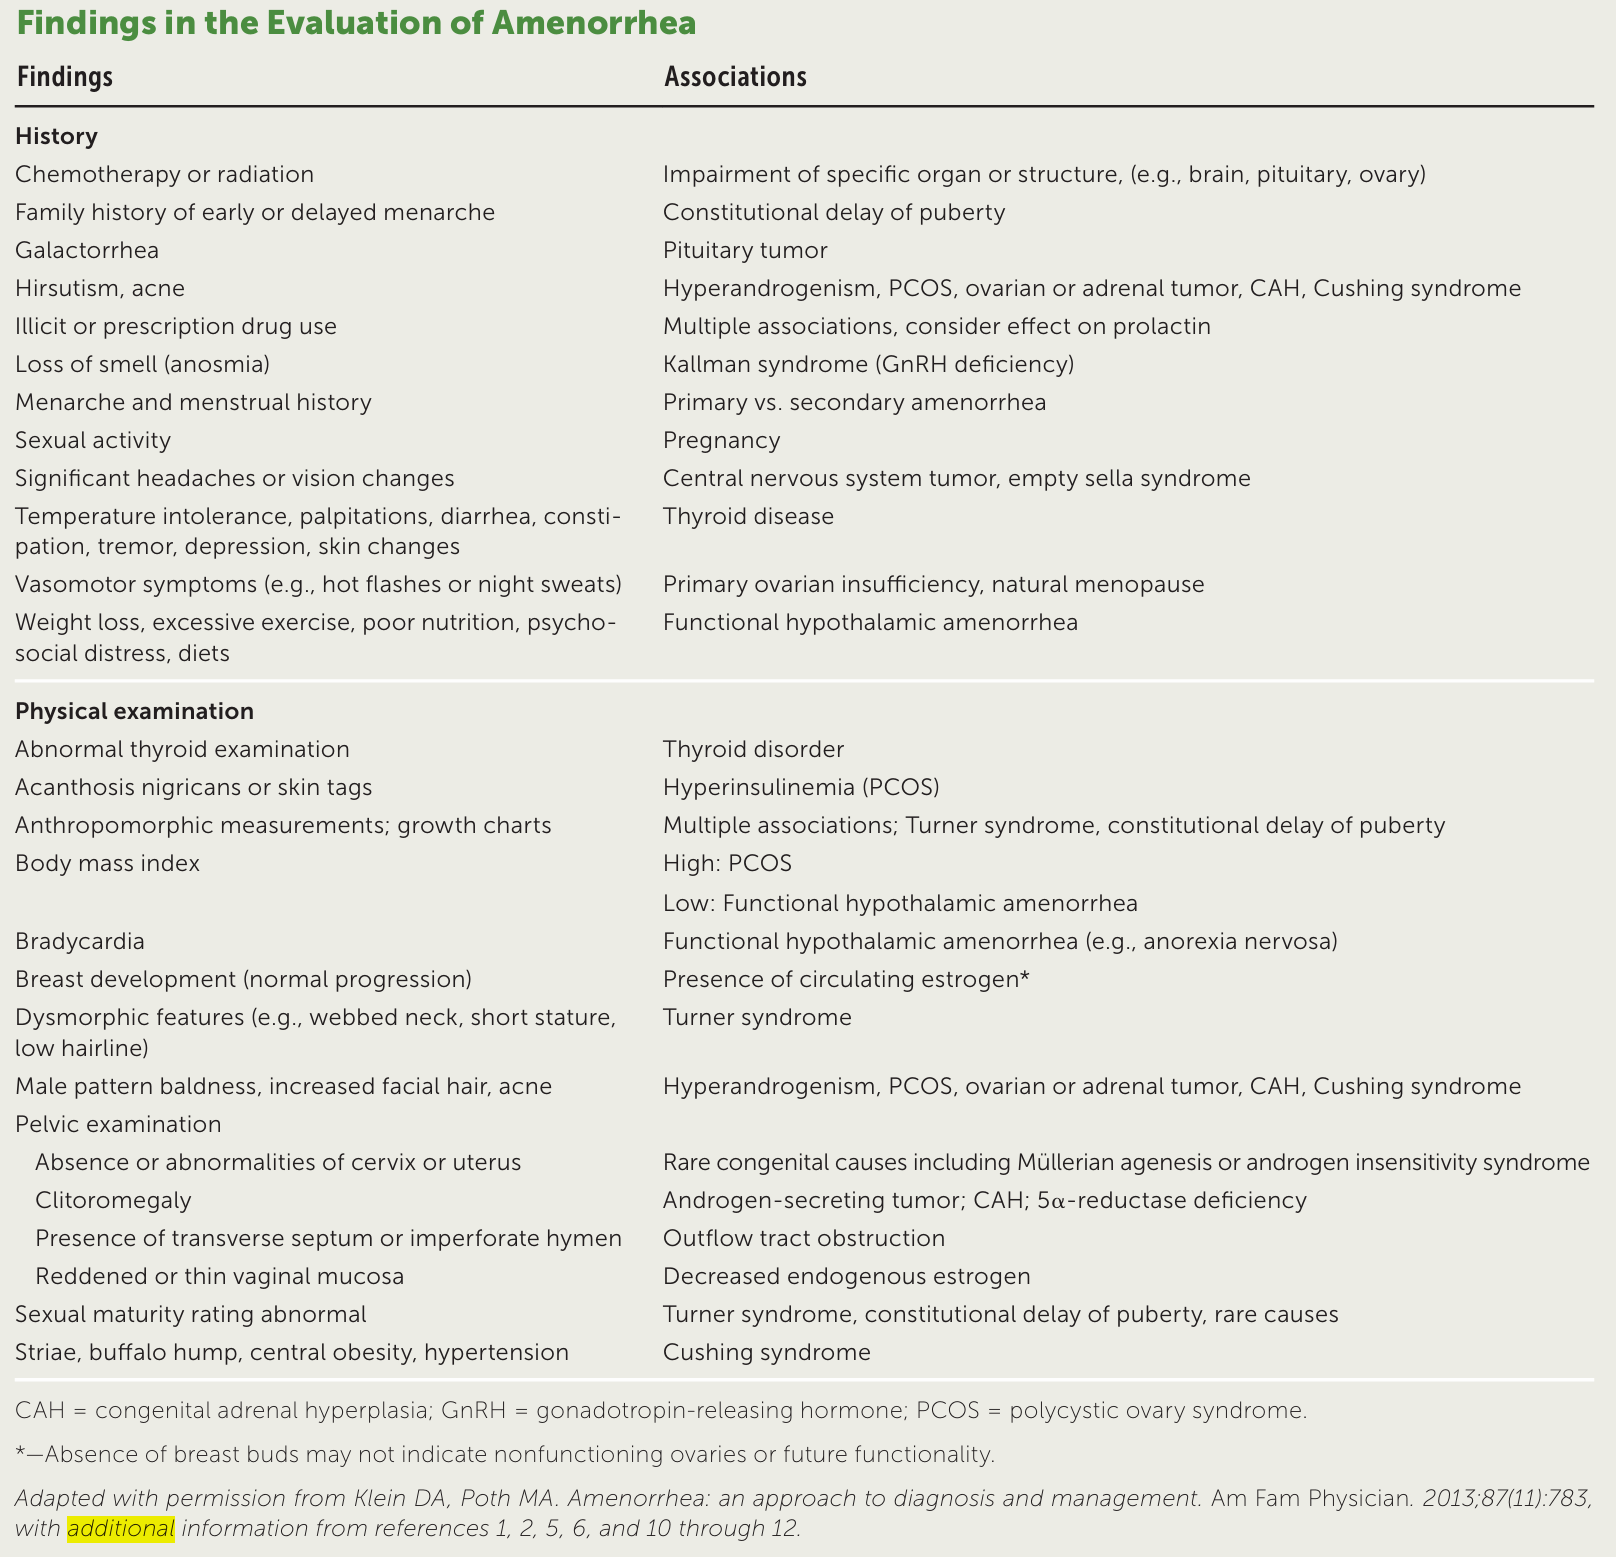 Findings in the Evaluation of Amenorrhea
Findings Associations
History
Chemotherapy or radiation Impairment of specific organ or structure, (e.g., brain, pituitary, ovary)
Family history of early or delayed menarche Constitutional delay of puberty
Galactorrhea Pituitary tumor
Hirsutism, acne Hyperandrogenism, PCOS, ovarian or adrenal tumor, CAH, Cushing syndrome
Illicit or prescription drug use Multiple associations, consider effect on prolactin
Loss of smell (anosmia) Kallman syndrome (GnRH deficiency)
Menarche and menstrual history Primary vs. secondary amenorrhea
Sexual activity Pregnancy
Significant headaches or vision changes Central nervous system tumor, empty sella syndrome
Temperature intolerance, palpitations, diarrhea, consti- Thyroid disease
pation, tremor, depression, skin changes
Vasomotor symptoms (e.g., hot flashes or night sweats) Primary ovarian insufficiency, natural menopause
Weight loss, excessive exercise, poor nutrition, psycho- Functional hypothalamic amenorrhea
social distress, diets
Physical examination
Abnormal thyroid examination Thyroid disorder
Acanthosis nigricans or skin tags Hyperinsulinemia (PCOS)
Anthropomorphic measurements; growth charts Multiple associations; Turner syndrome, constitutional delay of puberty
Body mass index High: PCOS
Low: Functional hypothalamic amenorrhea
Bradycardia Functional hypothalamic amenorrhea (e.g., anorexia nervosa)
Breast development (normal progression) Presence of circulating estrogen*
Dysmorphic features (e.g., webbed neck, short stature, Turner syndrome
low hairline)
Male pattern baldness, increased facial hair, acne Hyperandrogenism, PCOS, ovarian or adrenal tumor, CAH, Cushing syndrome
Pelvic examination
Absence or abnormalities of cervix or uterus Rare congenital causes including Müllerian agenesis or androgen insensitivity syndrome
Clitoromegaly Androgen-secreting tumor; CAH; 5α-reductase deficiency
Presence of transverse septum or imperforate hymen Outflow tract obstruction
Reddened or thin vaginal mucosa Decreased endogenous estrogen
Sexual maturity rating abnormal Turner syndrome, constitutional delay of puberty, rare causes
Striae, buffalo hump, central obesity, hypertension Cushing syndrome
CAH = congenital adrenal hyperplasia; GnRH = gonadotropin-releasing hormone; PCOS = polycystic ovary syndrome.
*—Absence of breast buds may not indicate nonfunctioning ovaries or future functionality.
Adapted with permission from Klein DA, Poth MA. Amenorrhea: an approach to diagnosis and management. Am Fam Physician. 2013;87(11):783,
with additional information from references 1, 2, 5, 6, and 10 through 12.